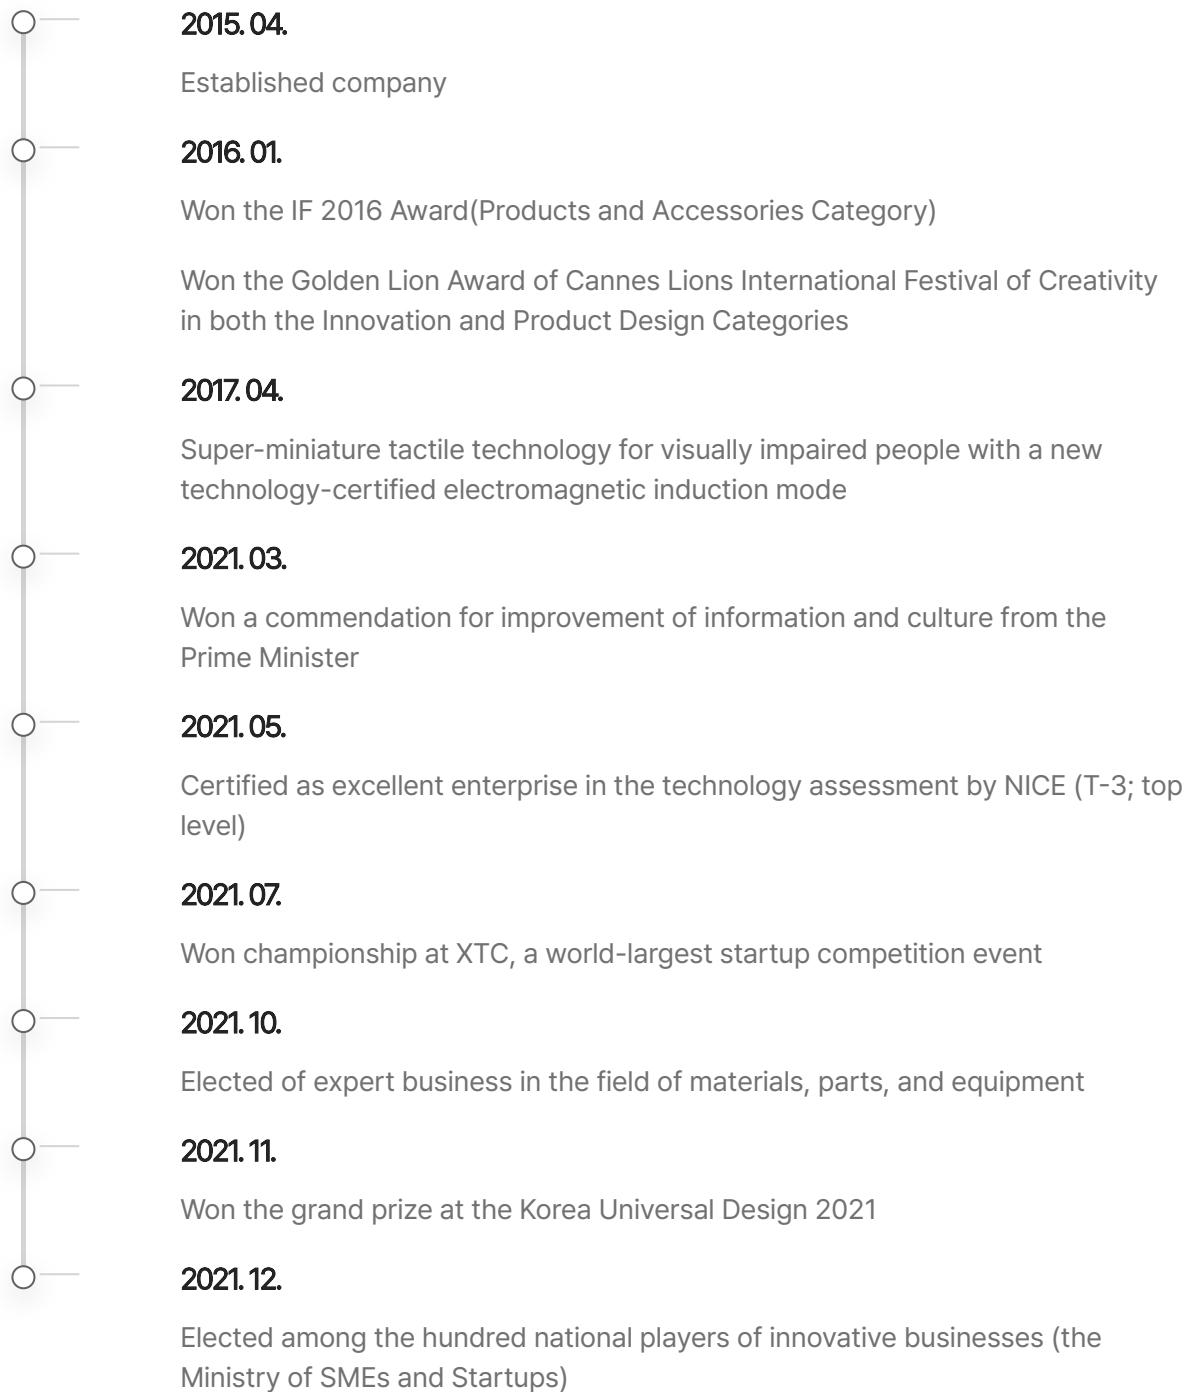 2015. 04.
Established company
2016. 01.
Won the IF 2016 Award(Products and Accessories Category)
Won the Golden Lion Award of Cannes Lions International Festival of Creativity
in both the Innovation and Product Design Categories
2017. 04.
Super-miniature tactile technology for visually impaired people with a new
technology-certified electromagnetic induction mode
2021. 03.
Won a commendation for improvement of information and culture from the
Prime Minister
2021. 05.
Certified as excellent enterprise in the technology assessment by NICE (T-3; top
level)
2021. 07.
Won championship at XTC, a world-largest startup competition event
2021. 10.
Elected of expert business in the field of materials, parts, and equipment
2021. 11.
Won the grand prize at the Korea Universal Design 2021
2021. 12.
Elected among the hundred national players of innovative businesses (the
Ministry of SMEs and Startups)